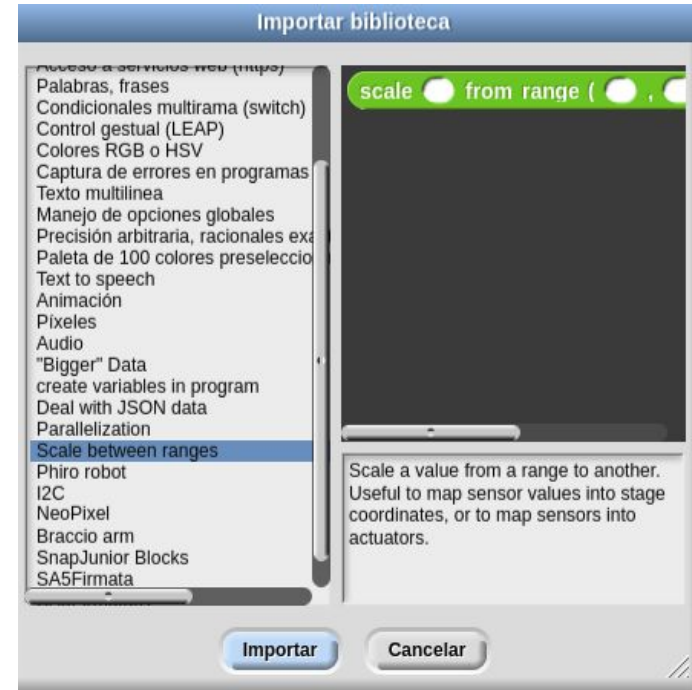 Importar biblioteca
Acceso a servicios web (https)
Palabras, frases
Condicionales multirama (switch)
Control gestual (LEAP)
Colores RGB o HSV
Captura de errores en programas
Texto multilinea
Manejo de opciones globales
Precisión arbitraria, racionales exa
Paleta de 100 colores preseleccio
Text to speech
Animación
Píxeles
Audio
"Bigger" Data
create variables in program
Deal with JSON data
Parallelization
Scale between ranges
Phiro robot
I2C
NeoPixel
Braccio arm
SnapJunior Blocks
SA5Firmata
scale from range ( ,
Scale a value from a range to another.
Useful to map sensor values into stage
coordinates, or to map sensors into
actuators.
Importar
Cancelar